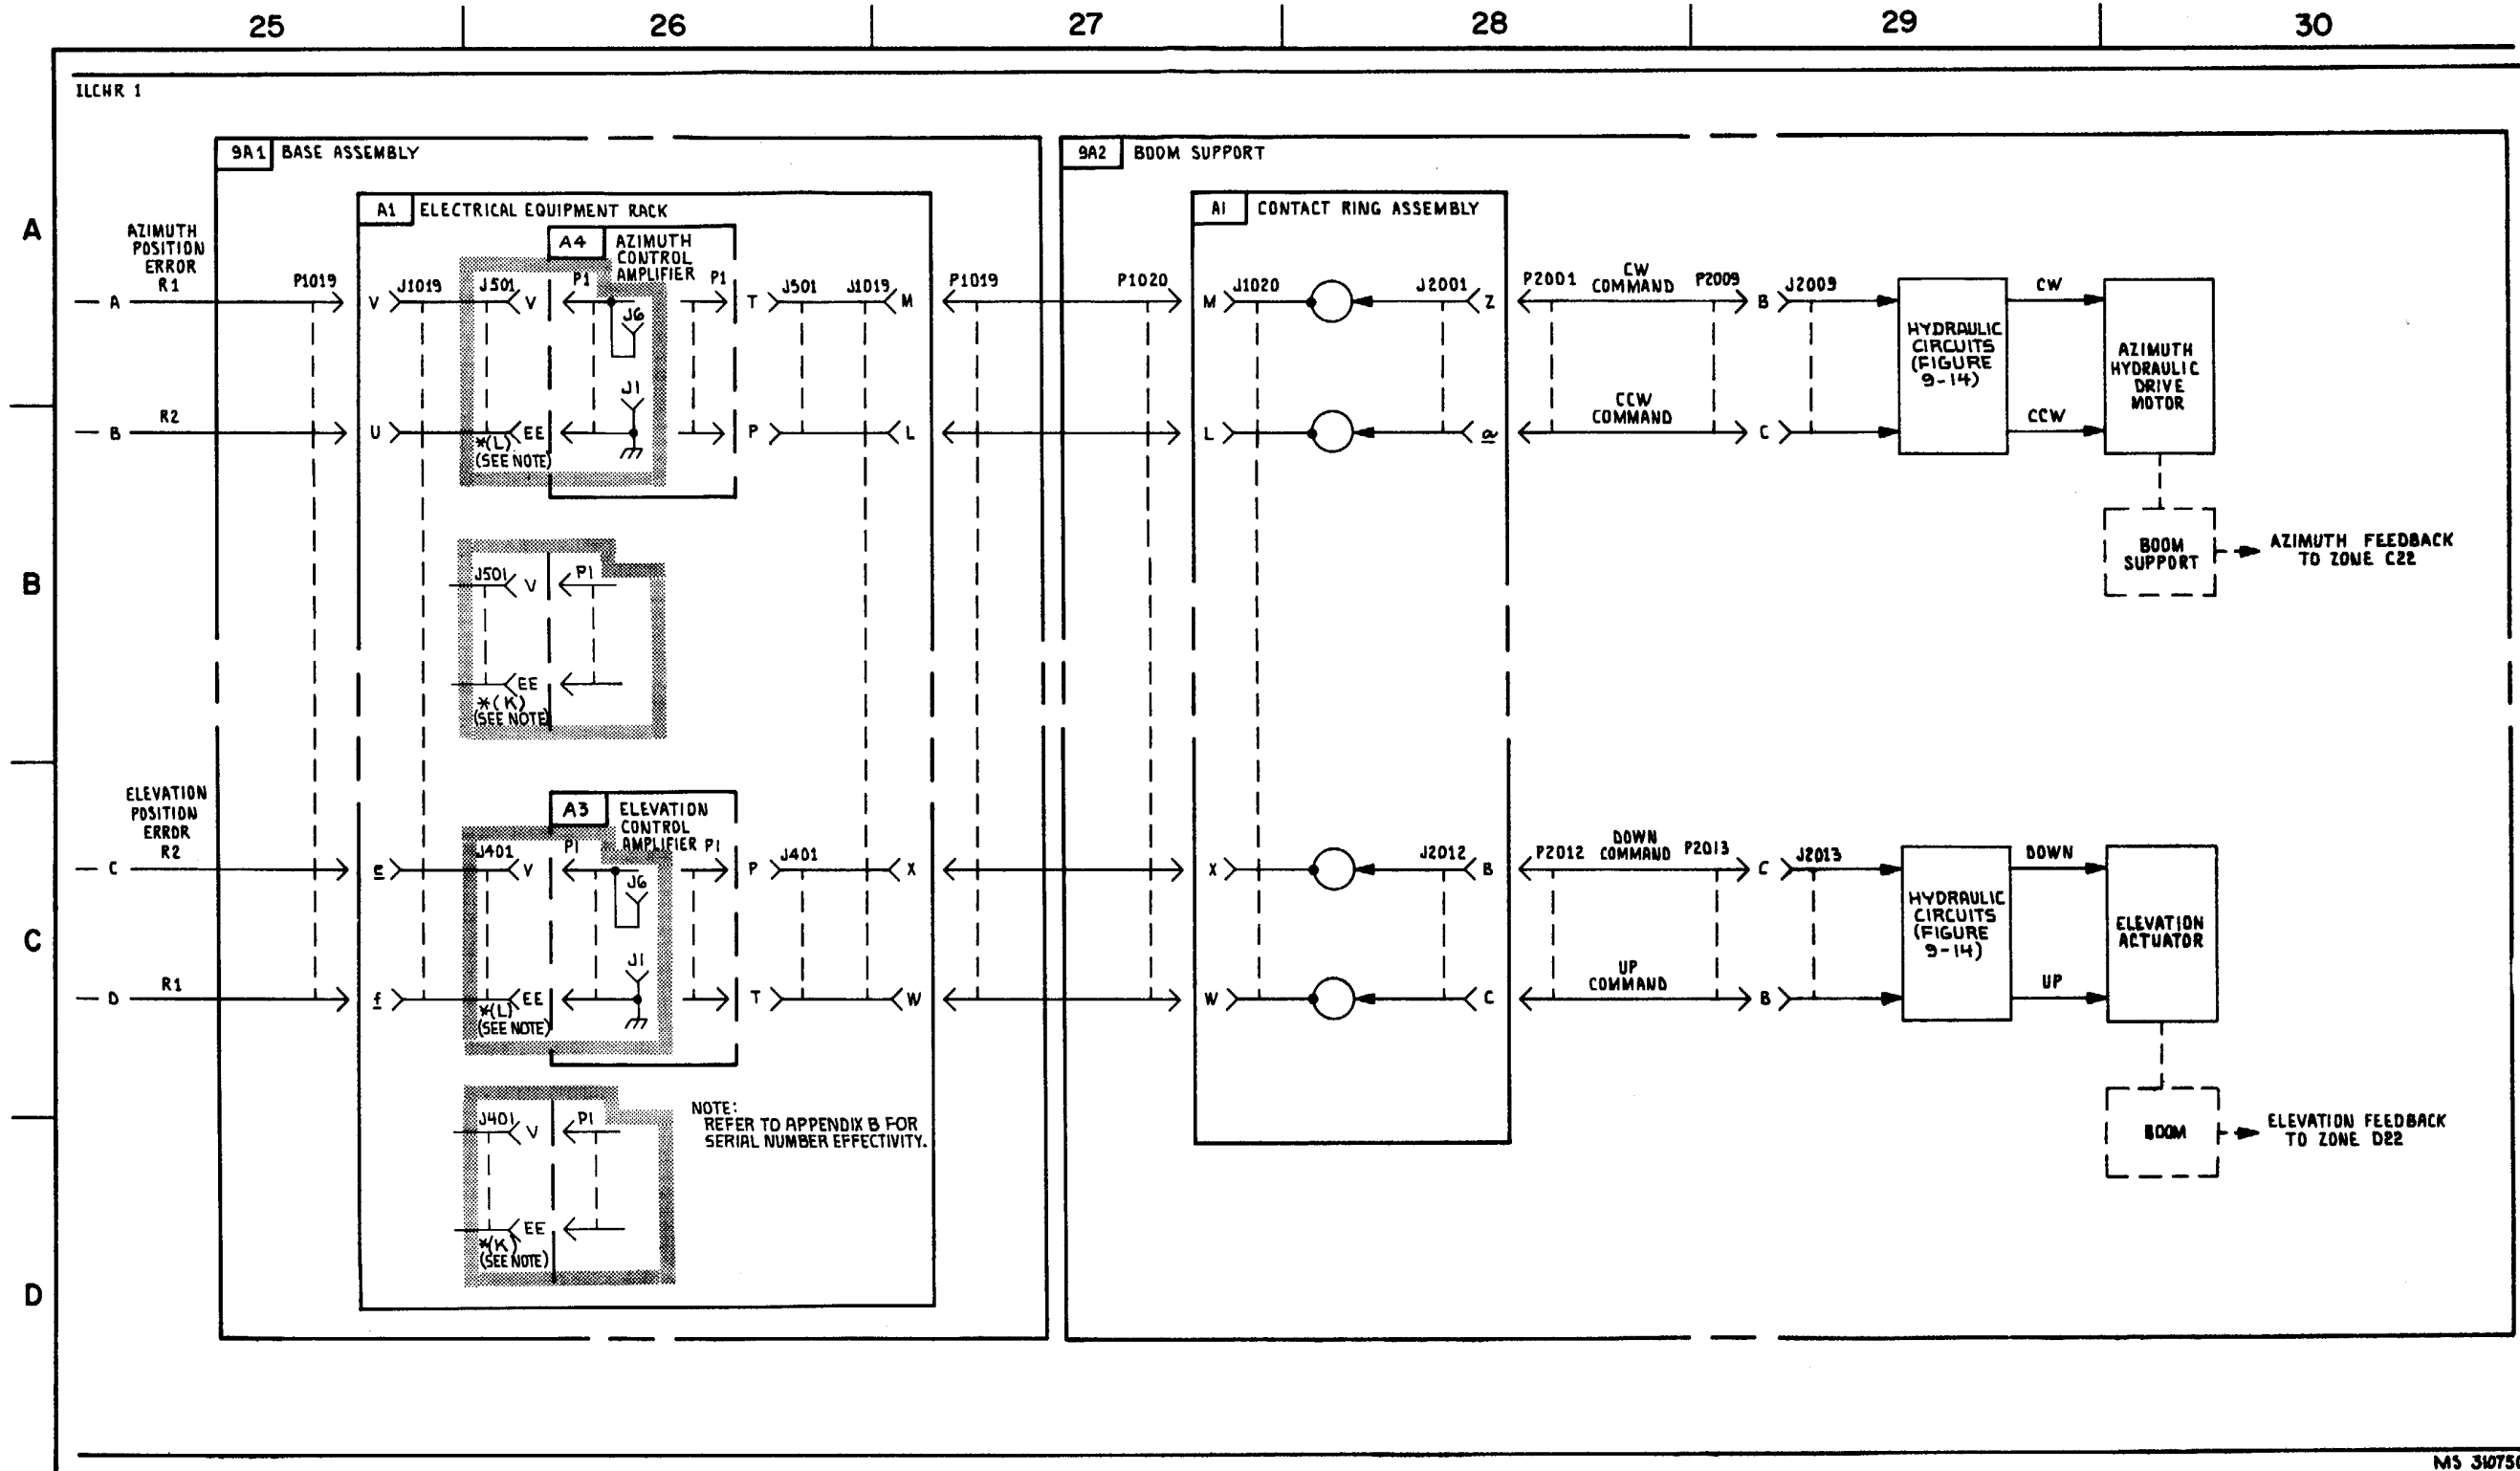 25 26 27 28 29 30
ILCHR 1
9A1 BASE ASSEMBLY
9A2 BOOM SUPPORT
A1 ELECTRICAL EQUIPMENT RACK
A1 CONTACT RING ASSEMBLY
A
A4 AZIMUTH
CONTROL
AMPLIFIER
AZIMUTH
POSITION
ERROR
A R1 P1019 V J1019 J501 V P1 J6 P1 T J501 J1019 M P1019 P1020 M J1020 J2001 Z P2001 CW
COMMAND P2009 B J2009
HYDRAULIC
CIRCUITS
(FIGURE
9-14)
CW
AZIMUTH
HYDRAULIC
DRIVE
MOTOR
J1
B R2 U EE P L L a CCW
COMMAND C CCW
*(L)
(SEE NOTE)
B
J501 V P1
EE
*(K)
(SEE NOTE)
BOOM
SUPPORT
AZIMUTH FEEDBACK
TO ZONE C22
A3 ELEVATION
CONTROL
AMPLIFIER
ELEVATION
POSITION
ERROR
C R2 e J401 V P1 J6 P1 P J401 X X J2012 B P2012 DOWN
COMMAND P2013 C J2013
HYDRAULIC
CIRCUITS
(FIGURE
9-14)
DOWN
ELEVATION
ACTUATOR
C
J1
D R1 f EE T W W C UP
COMMAND B UP
*(L)
(SEE NOTE)
J401 V P1
EE
*(K)
(SEE NOTE)
NOTE:
REFER TO APPENDIX B FOR
SERIAL NUMBER EFFECTIVITY.
BOOM
ELEVATION FEEDBACK
TO ZONE D22
D